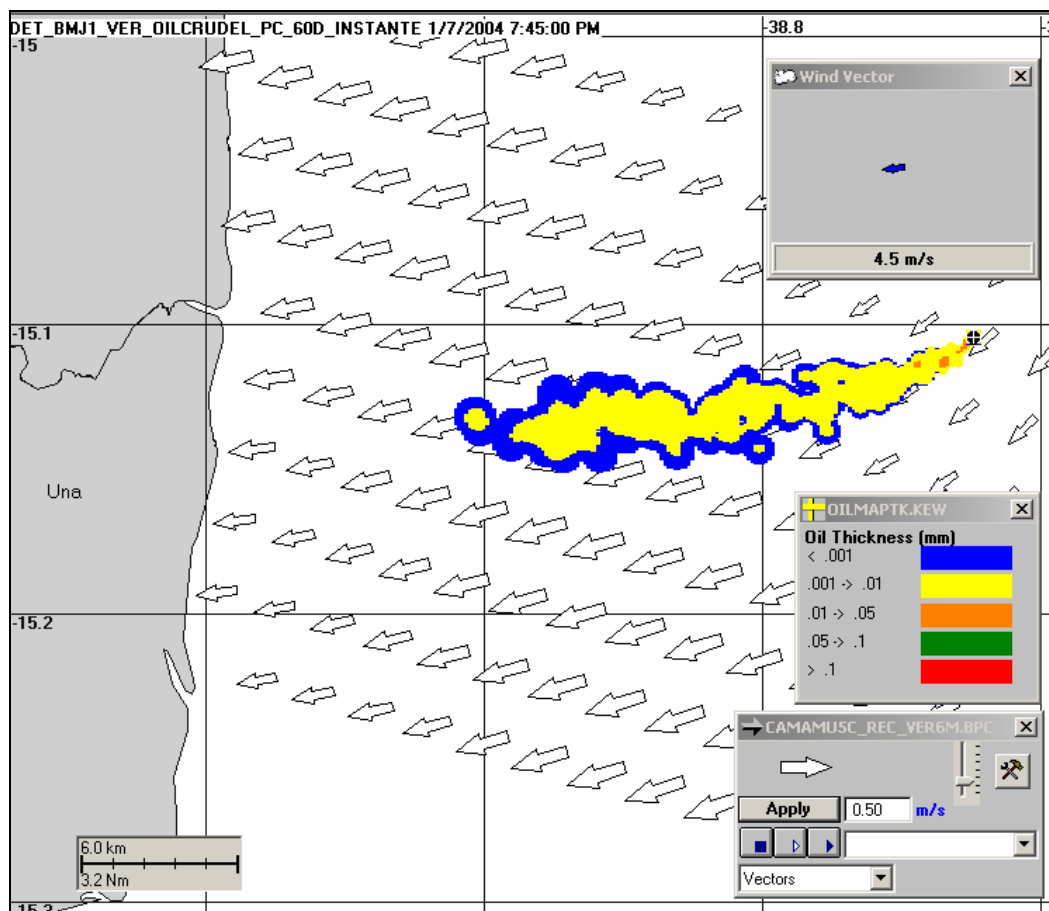 DET_BMJ1_VER_OILCRUDEL_PC_60D_INSTANTE 1/7/2004 7:45:00 PM
-15
-38.8
Wind Vector
4.5 m/s
-15.1
Una
OILMAPTK.KEW
Oil Thickness (mm)
< .001
.001 -> .01
.01 -> .05
.05 -> .1
> .1
-15.2
CAMAMU5C_REC_VER6M.BPC
Apply
0.50
m/s
Vectors
6.0 km
3.2 Nm
-15.3